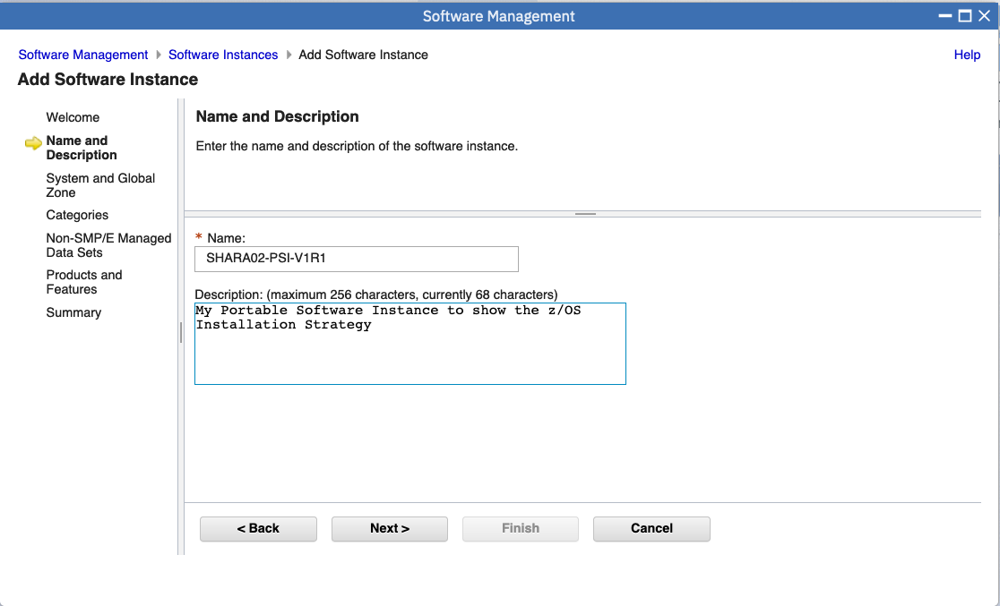 Software Management
Software Management Software Instances Add Software Instance
Help
Add Software Instance
Welcome
Name and
Description
System and Global
Zone
Categories
Non-SMP/E Managed
Data Sets
Products and
Features
Summary
Name and Description
Enter the name and description of the software instance.
* Name:
SHARA02-PSI-V1R1
Description: (maximum 256 characters, currently 68 characters)
My Portable Software Instance to show the z/OS
Installation Strategy
< Back
Next >
Finish
Cancel